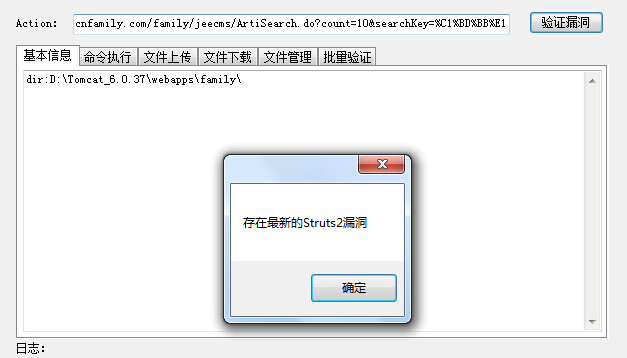 Action: cnfamily.com/family/jeecms/ArtiSearch.do?count=10&searchKey=%C1%BD%BB%E1 验证漏洞
基本信息 命令执行 文件上传 文件下载 文件管理 批量验证
dir:D:\Tomcat_6.0.37\webapps\family\
存在最新的Struts2漏洞
确定
日志: